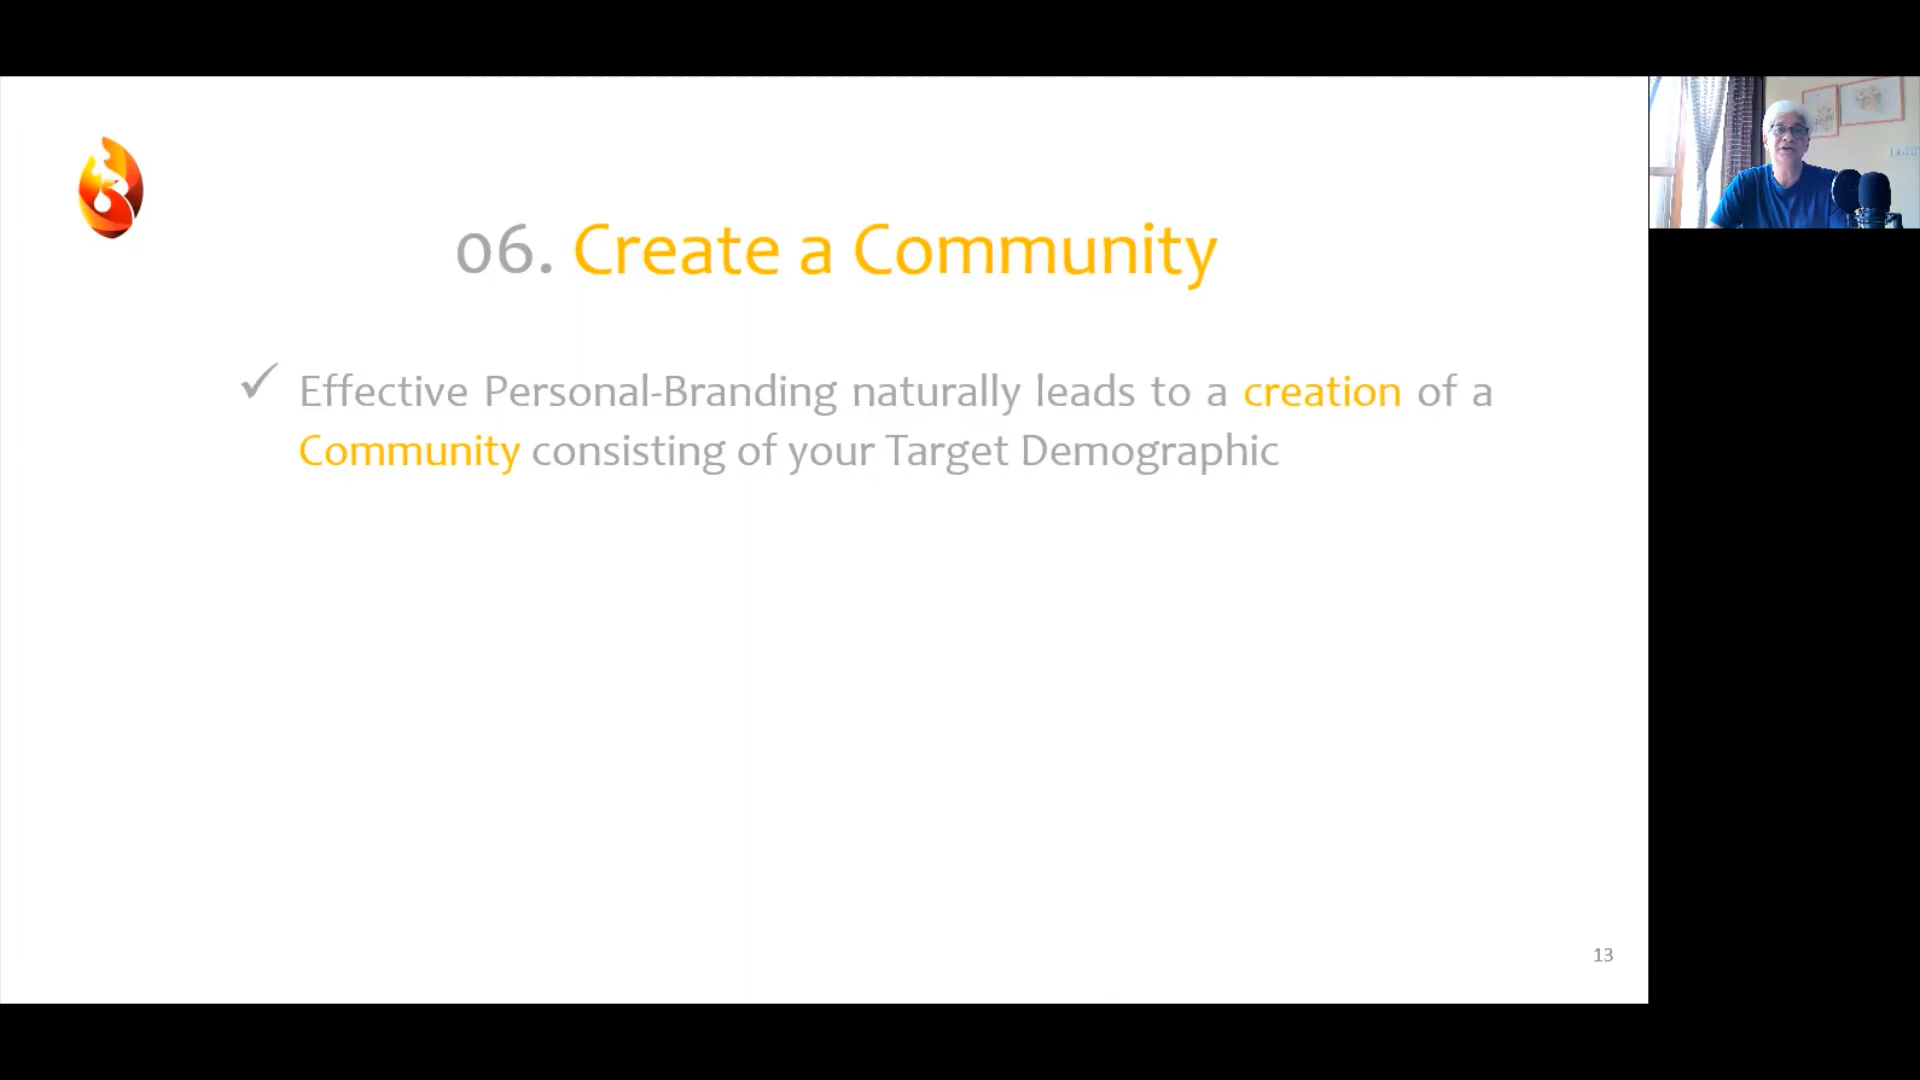 06. Create a Community
✓ Effective Personal-Branding naturally leads to a creation of a
Community consisting of your Target Demographic
13